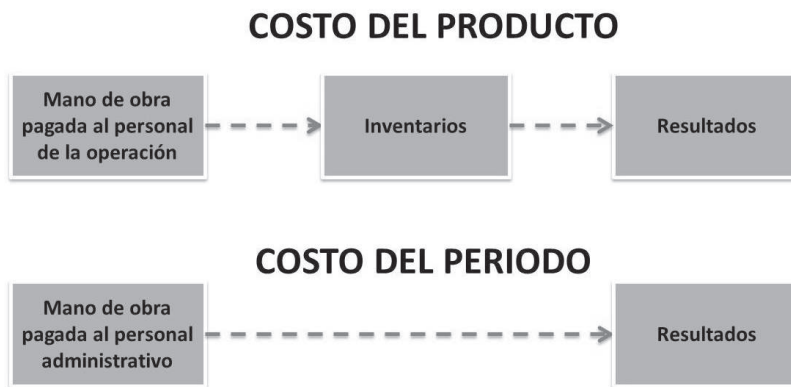 COSTO DEL PRODUCTO
Mano de obra
pagada al personal
de la operación
Inventarios
Resultados
COSTO DEL PERIODO
Mano de obra
pagada al personal
administrativo
Resultados